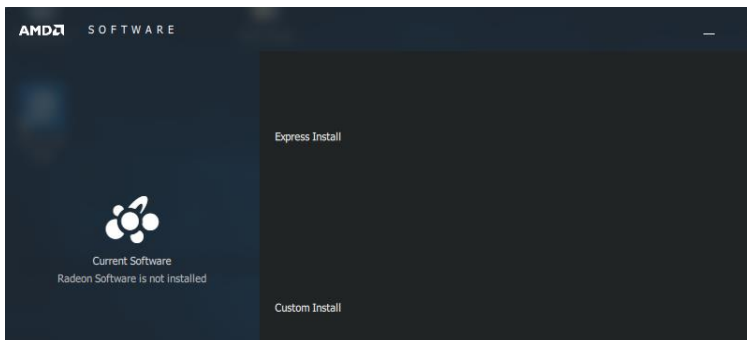 AMD SOFTWARE
Express Install
Current Software
Radeon Software is not installed
Custom Install